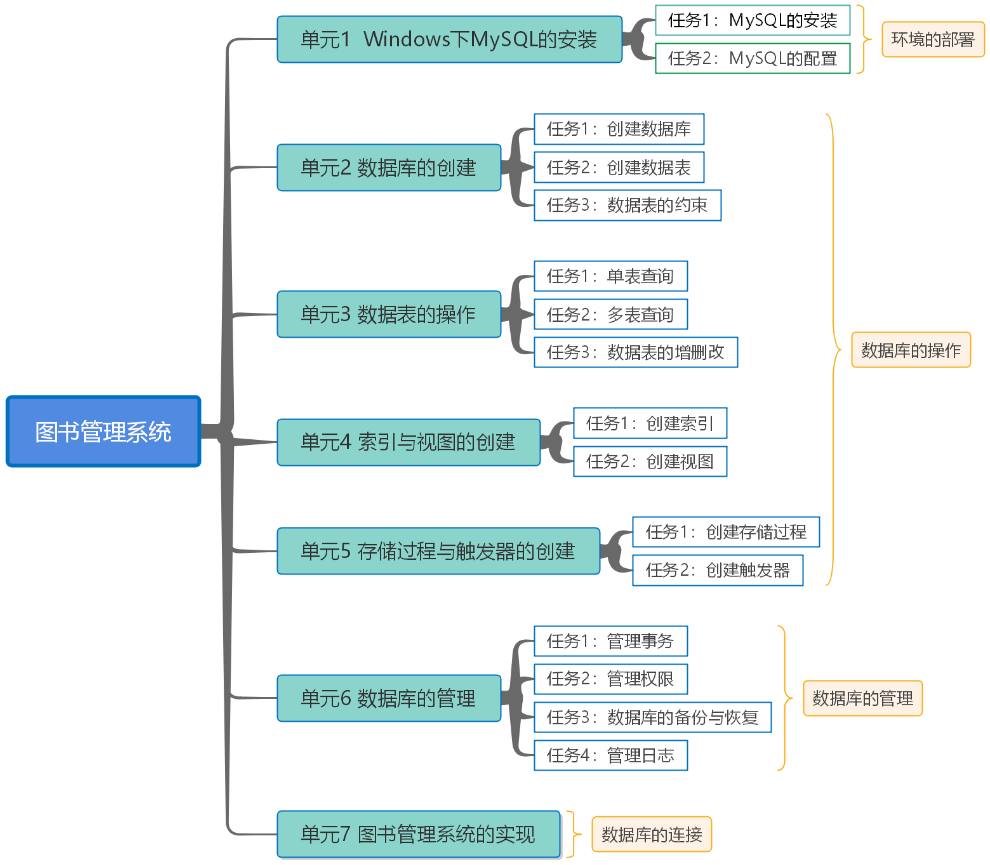 图书管理系统
单元1  Windows下MySQL的安装
任务1：MySQL的安装
任务2：MySQL的配置
环境的部署
单元2 数据库的创建
任务1：创建数据库
任务2：创建数据表
任务3：数据表的约束
单元3 数据表的操作
任务1：单表查询
任务2：多表查询
任务3：数据表的增删改
单元4 索引与视图的创建
任务1：创建索引
任务2：创建视图
单元5 存储过程与触发器的创建
任务1：创建存储过程
任务2：创建触发器
数据库的操作
单元6 数据库的管理
任务1：管理事务
任务2：管理权限
任务3：数据库的备份与恢复
任务4：管理日志
数据库的管理
单元7 图书管理系统的实现
数据库的连接